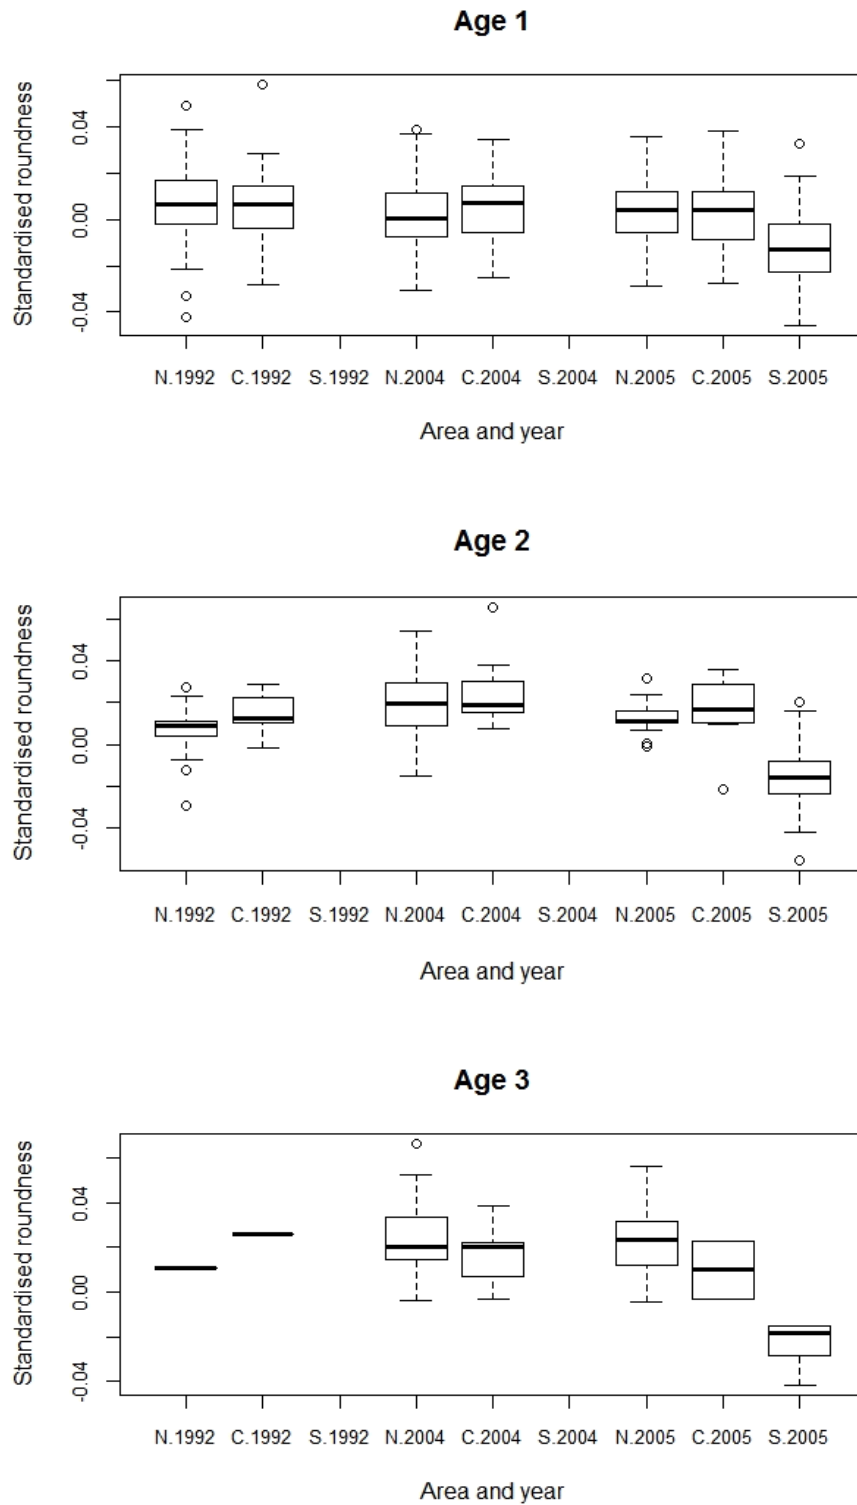 Age 1
Standardised roundness
0.04
0.00
-0.04
N.1992 C.1992 S.1992 N.2004 C.2004 S.2004 N.2005 C.2005 S.2005
Area and year
Age 2
Standardised roundness
0.04
0.00
-0.04
N.1992 C.1992 S.1992 N.2004 C.2004 S.2004 N.2005 C.2005 S.2005
Area and year
Age 3
Standardised roundness
0.04
0.00
-0.04
N.1992 C.1992 S.1992 N.2004 C.2004 S.2004 N.2005 C.2005 S.2005
Area and year